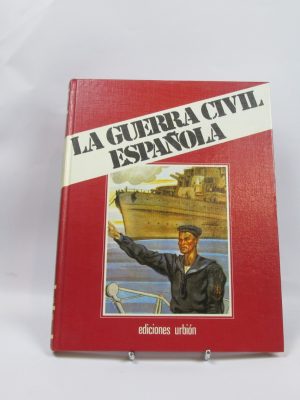 LA GUERRA CIVIL
ESPAÑOLA
ediciones urbión